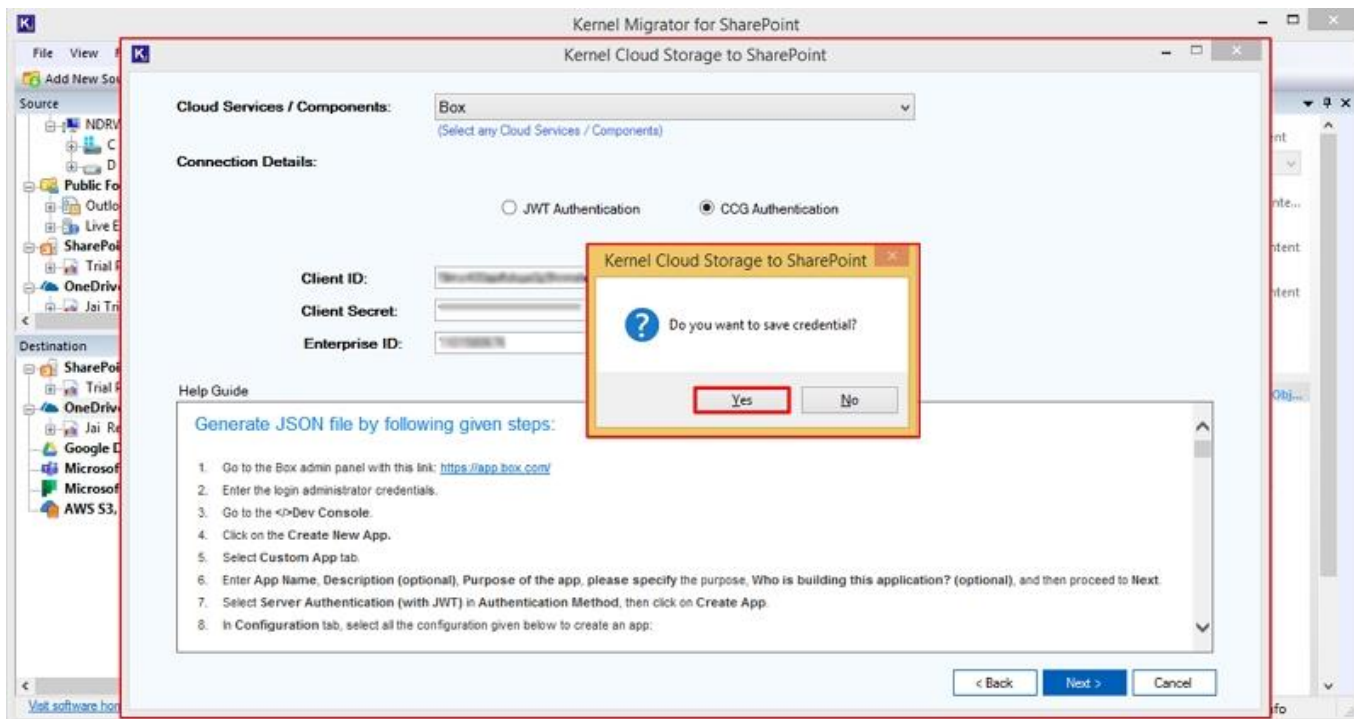 Kernel Migrator for SharePoint
File View
Kernel Cloud Storage to SharePoint
Add New Sou
Source
NDRW
C
D
Public Fo
Outlo
Live E
SharePoi
Trial
OneDriv
Jai Tri
Destination
SharePoi
Trial
OneDriv
Jai Re
Google D
Microsof
Microsof
AWS S3,
Visit software hom
Cloud Services / Components:
Box
(Select any Cloud Services / Components)
Connection Details:
JWT Authentication
CCG Authentication
Client ID:
Client Secret:
Enterprise ID:
Kernel Cloud Storage to SharePoint
Do you want to save credential?
Yes
No
Help Guide
Generate JSON file by following given steps:
1. Go to the Box admin panel with this link: https://app.box.com/
2. Enter the login administrator credentials.
3. Go to the </>Dev Console.
4. Click on the Create New App.
5. Select Custom App tab.
6. Enter App Name, Description (optional), Purpose of the app, please specify the purpose, Who is building this application? (optional), and then proceed to Next.
7. Select Server Authentication (with JWT) in Authentication Method, then click on Create App.
8. In Configuration tab, select all the configuration given below to create an app:
< Back
Next >
Cancel
ent
nte...
ntent
ntent
Obj...
nfo